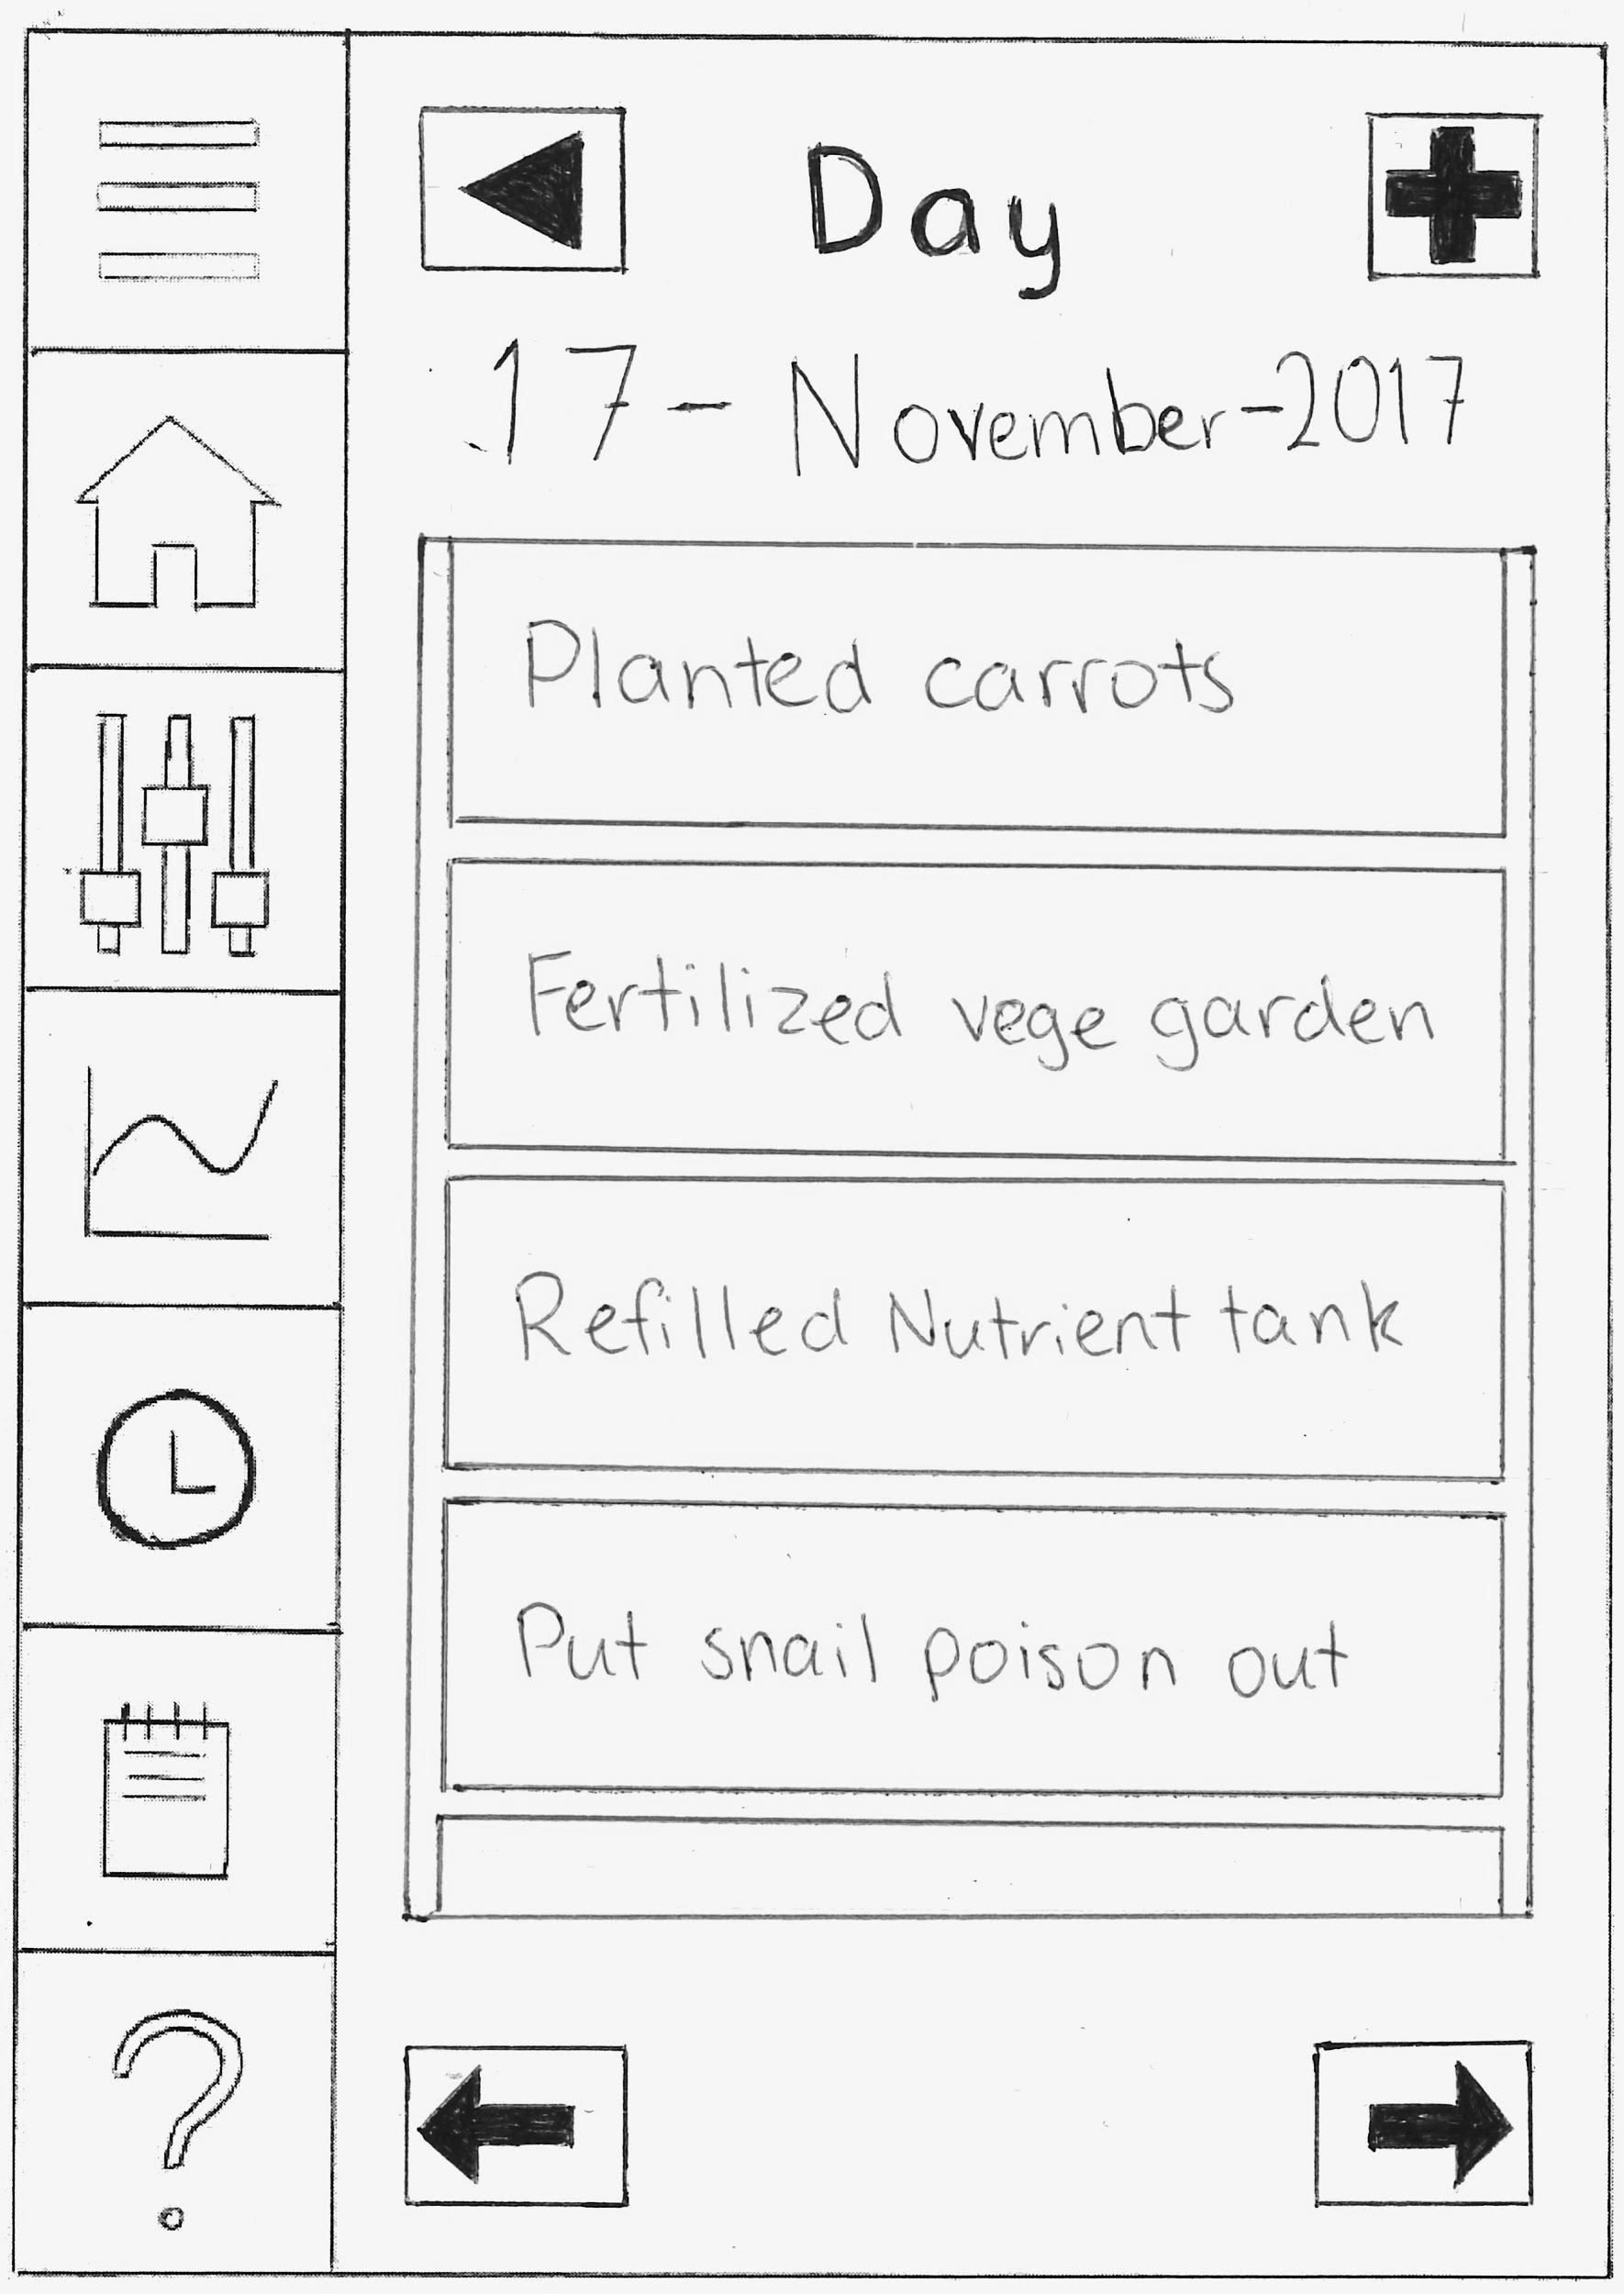 Day
17-November-2017
Planted carrots
Fertilized vege garden
Refilled Nutrient tank
Put snail poison out
?